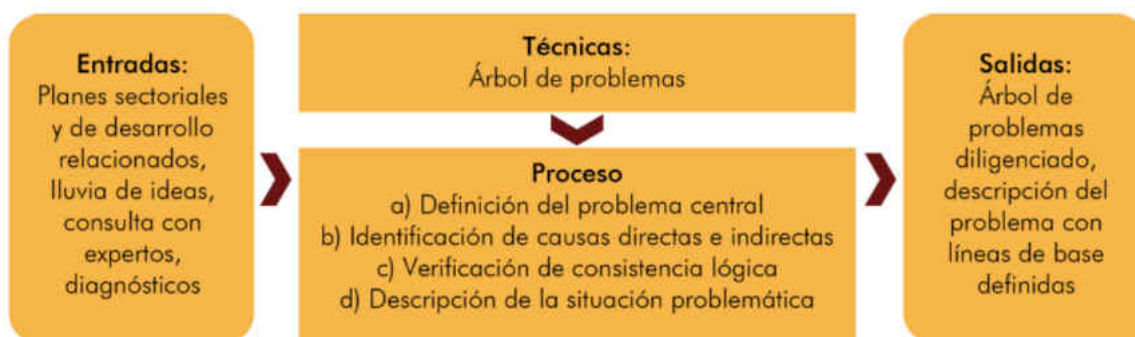 Entradas:
Planes sectoriales
y de desarrollo
relacionados,
lluvia de ideas,
consulta con
expertos,
diagnósticos
Técnicas:
Árbol de problemas
Proceso
a) Definición del problema central
b) Identificación de causas directas e indirectas
c) Verificación de consistencia lógica
d) Descripción de la situación problemática
Salidas:
Árbol de
problemas
diligenciado,
descripción del
problema con
líneas de base
definidas